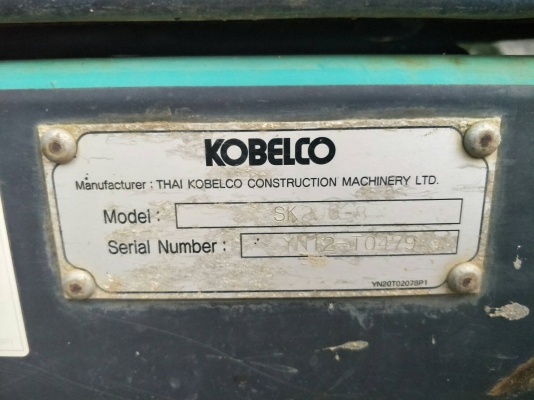 KOBELCO
Manufacturer : THAI KOBELCO CONSTRUCTION MACHINERY LTD.
Model :
Serial Number :
YN20T02078P1